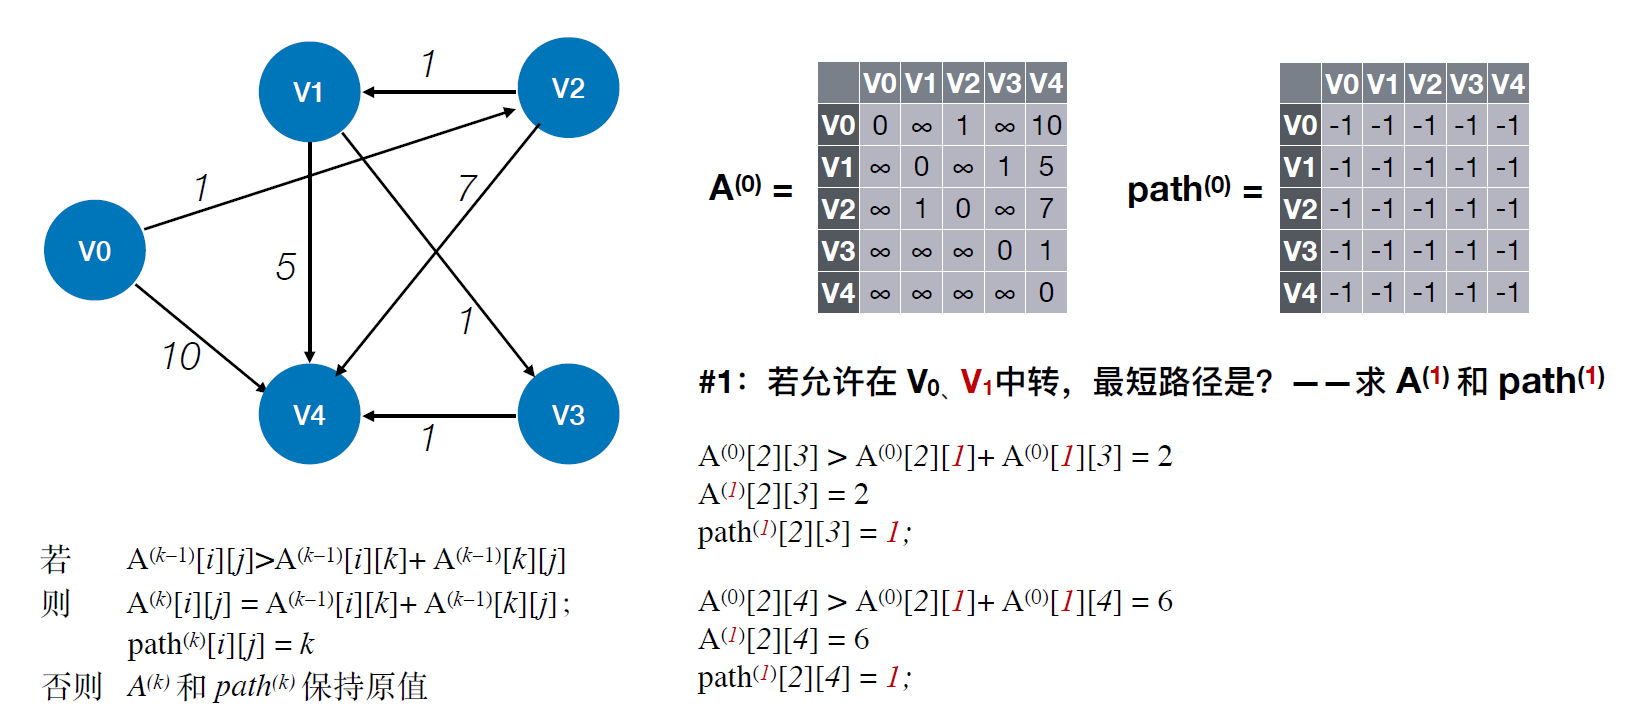 V1
V2
V0
V4
V3
1
1
7
5
1
10
1
A(0) =
V0 V1 V2 V3 V4
V0 0 ∞ 1 ∞ 10
V1 ∞ 0 ∞ 1 5
V2 ∞ 1 0 ∞ 7
V3 ∞ ∞ ∞ 0 1
V4 ∞ ∞ ∞ ∞ 0
path(0) =
V0 V1 V2 V3 V4
V0 -1 -1 -1 -1 -1
V1 -1 -1 -1 -1 -1
V2 -1 -1 -1 -1 -1
V3 -1 -1 -1 -1 -1
V4 -1 -1 -1 -1 -1
#1：若允许在 V0、V1中转，最短路径是？——求 A(1) 和 path(1)
A(0)[2][3] > A(0)[2][1]+ A(0)[1][3] = 2
A(1)[2][3] = 2
path(1)[2][3] = 1;
A(0)[2][4] > A(0)[2][1]+ A(0)[1][4] = 6
A(1)[2][4] = 6
path(1)[2][4] = 1;
若 A(k–1)[i][j]>A(k–1)[i][k]+ A(k–1)[k][j]
则 A(k)[i][j] = A(k–1)[i][k]+ A(k–1)[k][j];
path(k)[i][j] = k
否则 A(k) 和 path(k) 保持原值